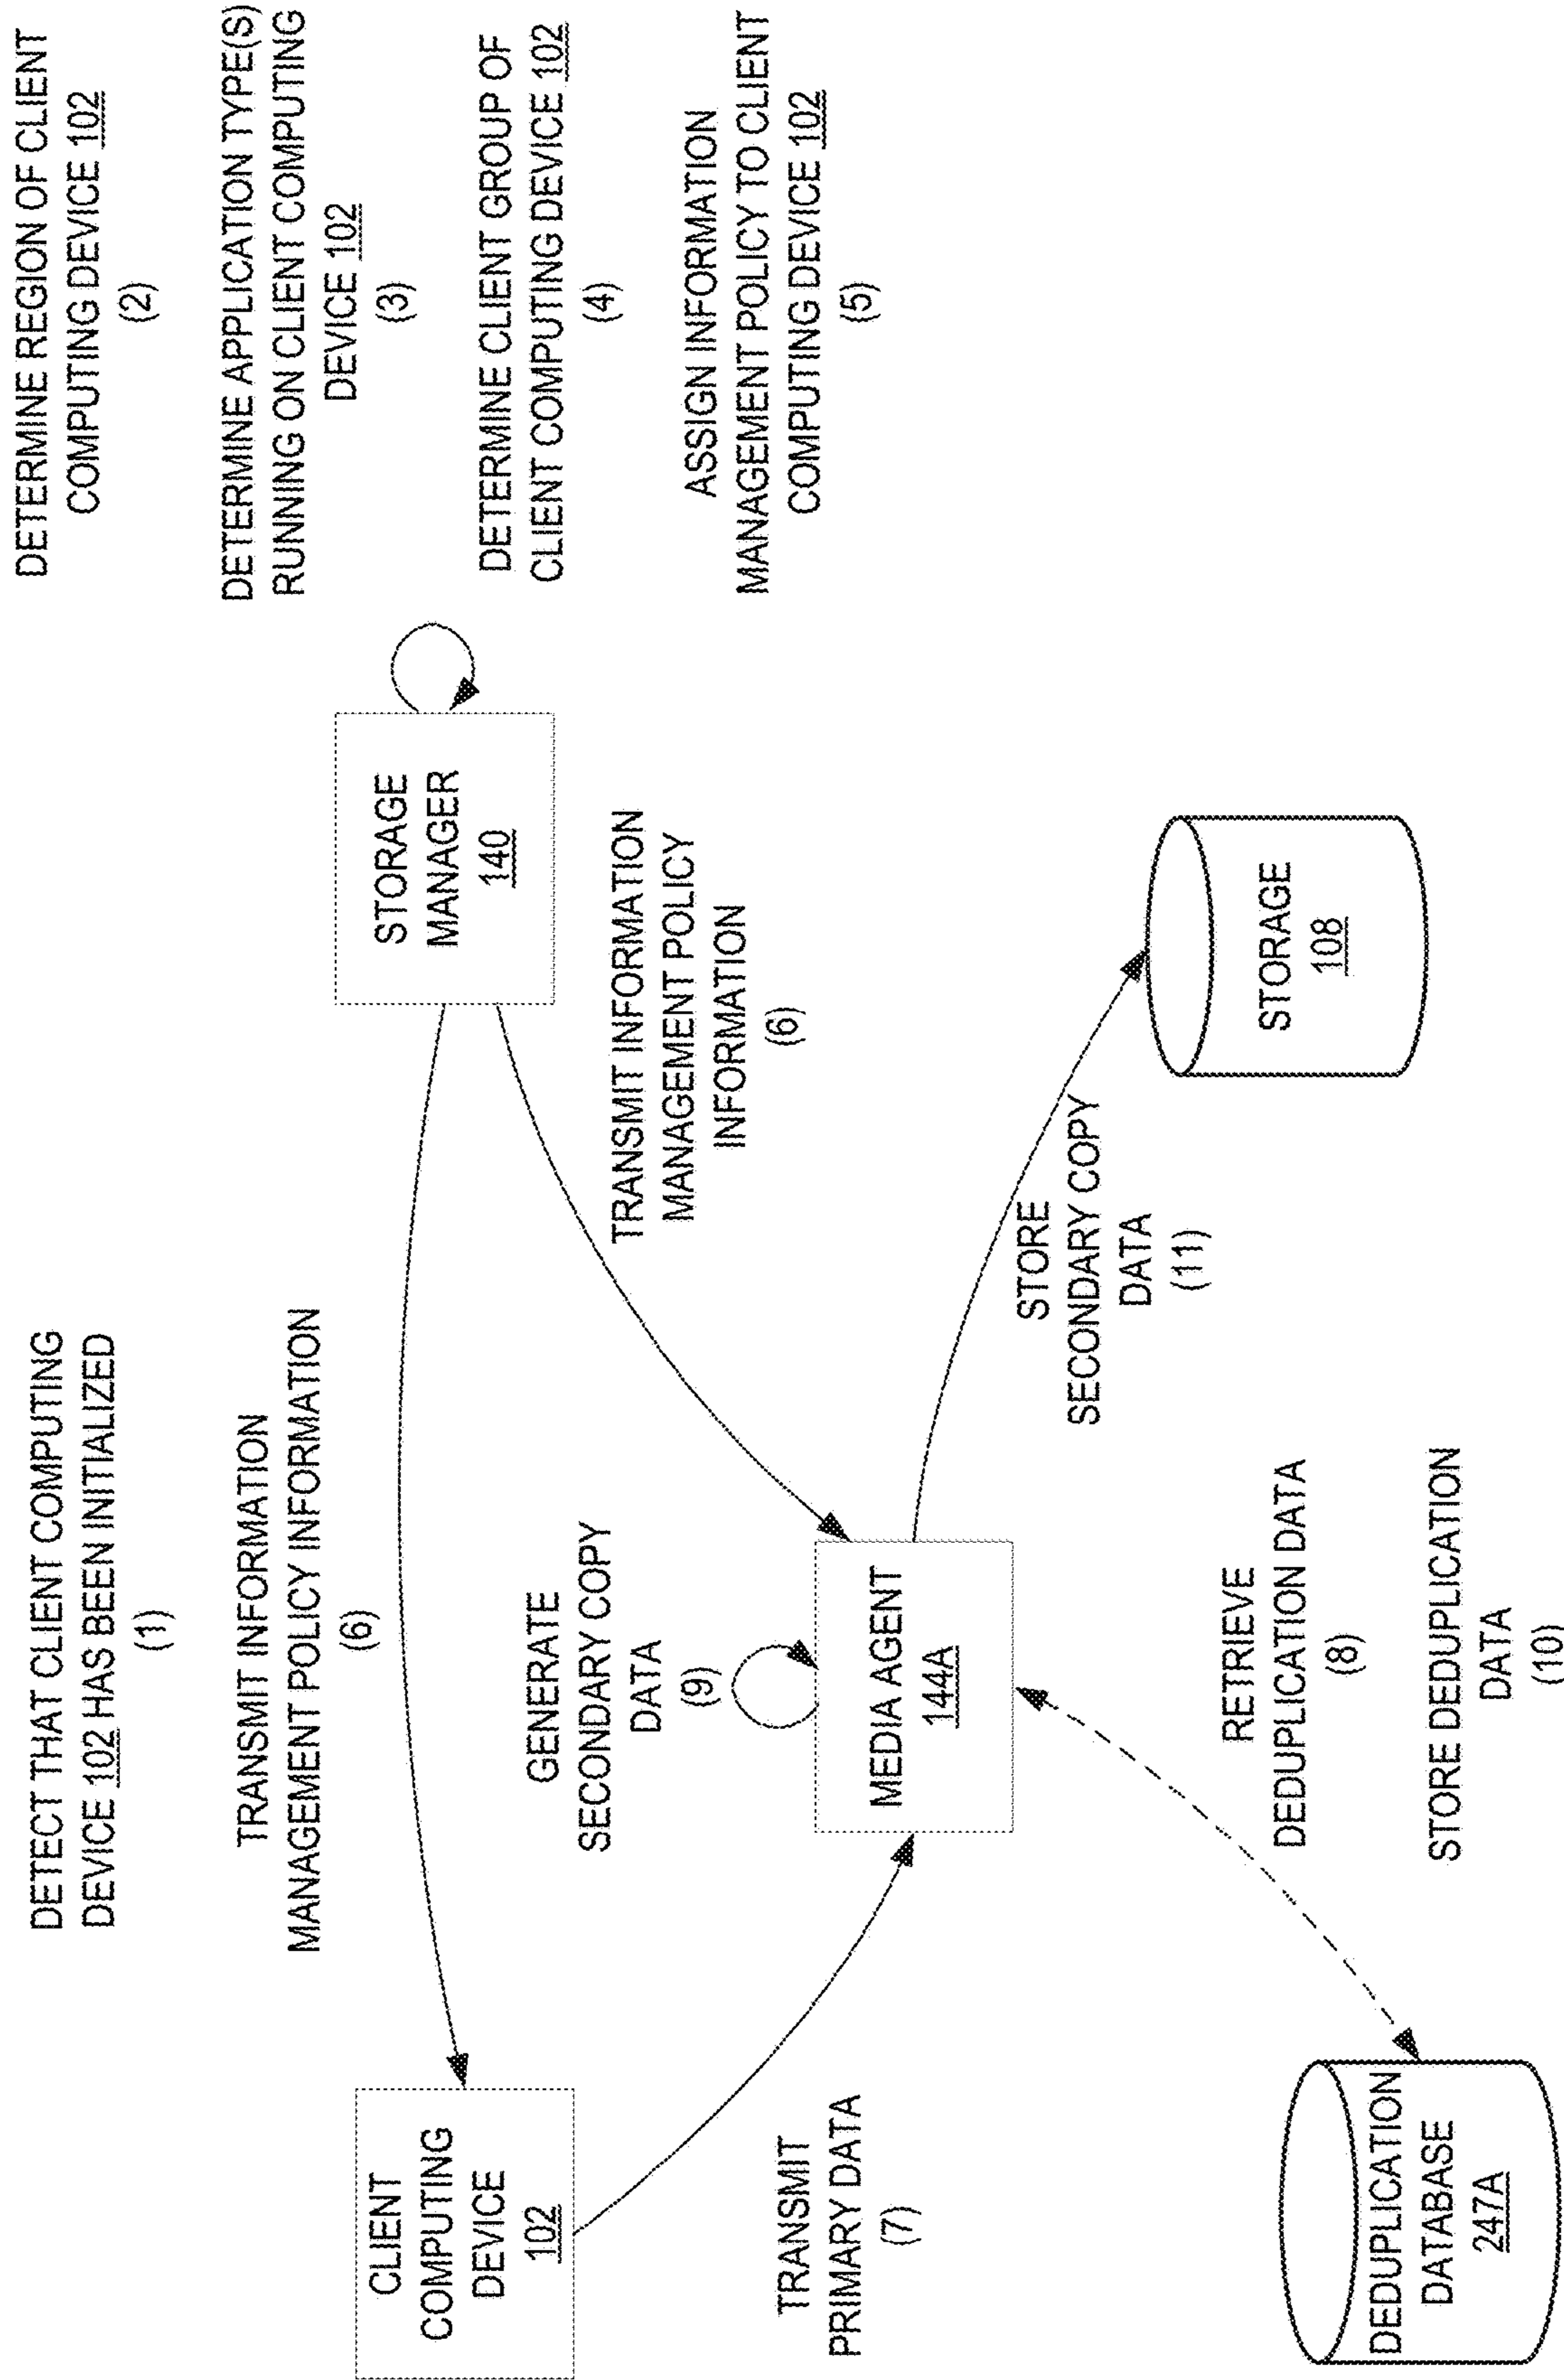 DETECT THAT CLIENT COMPUTING
DEVICE 102 HAS BEEN INITIALIZED
(1)
DETERMINE REGION OF CLIENT
COMPUTING DEVICE 102
(2)
DETERMINE APPLICATION TYPE(S)
RUNNING ON CLIENT COMPUTING
DEVICE 102
(3)
DETERMINE CLIENT GROUP OF
CLIENT COMPUTING DEVICE 102
(4)
ASSIGN INFORMATION
MANAGEMENT POLICY TO CLIENT
COMPUTING DEVICE 102
(5)
TRANSMIT INFORMATION
MANAGEMENT POLICY INFORMATION
(6)
CLIENT
COMPUTING
DEVICE
102
STORAGE
MANAGER
140
TRANSMIT INFORMATION
MANAGEMENT POLICY
INFORMATION
(6)
GENERATE
SECONDARY COPY
DATA
(9)
TRANSMIT
PRIMARY DATA
(7)
MEDIA AGENT
144A
STORE
SECONDARY COPY
DATA
(11)
STORAGE
108
RETRIEVE
DEDUPLICATION DATA
(8)
STORE DEDUPLICATION
DATA
(10)
DEDUPLICATION
DATABASE
247A